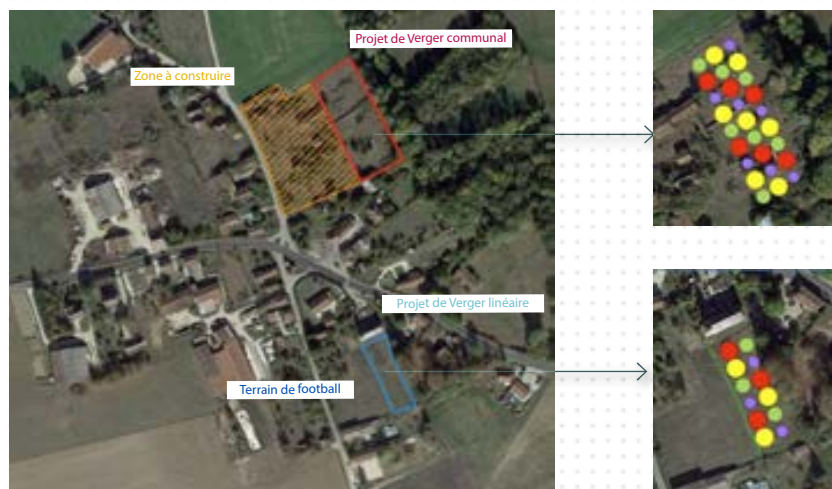 Projet de Verger communal
Zone à construire
Projet de Verger linéaire
Terrain de football